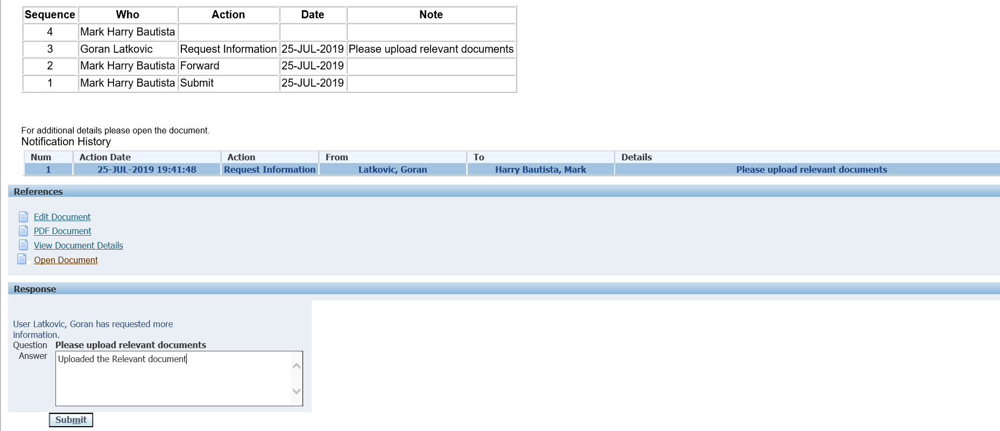 Sequence Who Action Date Note
4 Mark Harry Bautista
3 Goran Latkovic Request Information 25-JUL-2019 Please upload relevant documents
2 Mark Harry Bautista Forward 25-JUL-2019
1 Mark Harry Bautista Submit 25-JUL-2019
For additional details please open the document.
Notification History
Num Action Date Action From To Details
1 25-JUL-2019 19:41:48 Request Information Latkovic, Goran Harry Bautista, Mark Please upload relevant documents
References
Edit Document
PDF Document
View Document Details
Open Document
Response
User Latkovic, Goran has requested more
information.
Question Please upload relevant documents
Answer Uploaded the Relevant document
Submit